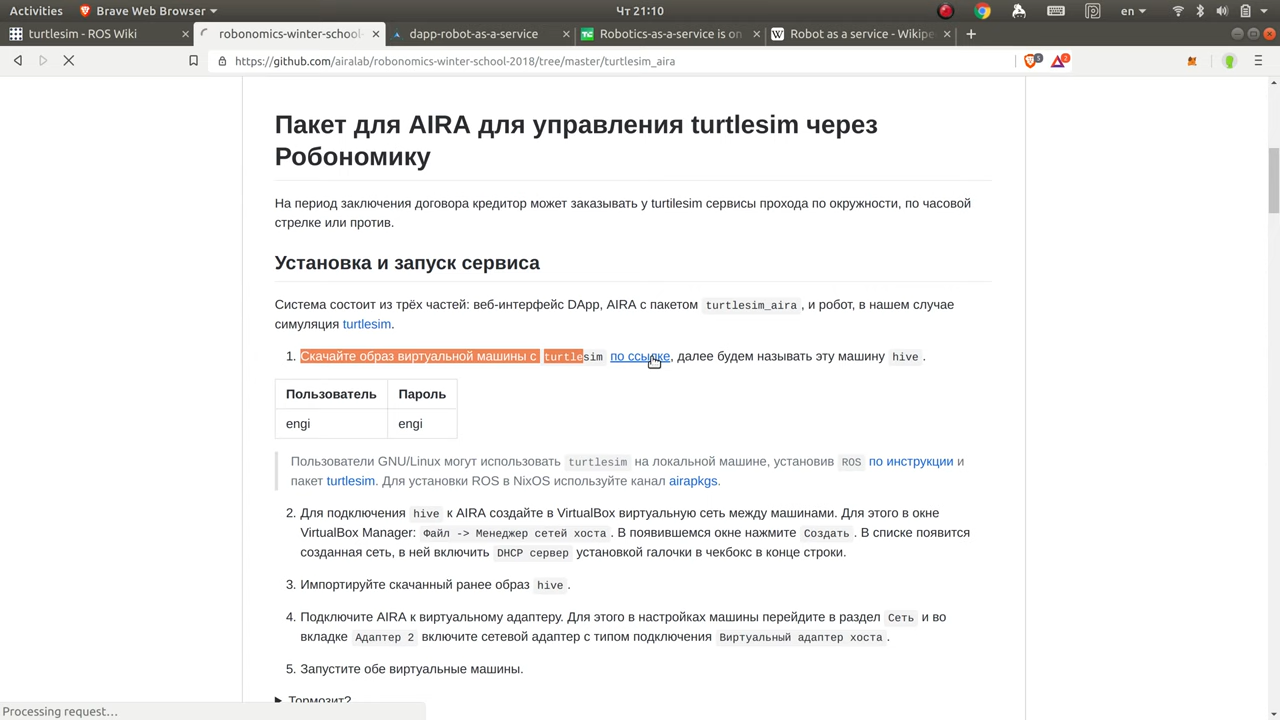 Activities Brave Web Browser Чт 21:10 en
turtlesim - ROS Wiki × robonomics-winter-school- × dapp-robot-as-a-service × Robotics-as-a-service is on × Robot as a service - Wikipe × +
https://github.com/airalab/robonomics-winter-school-2018/tree/master/turtlesim_aira 5 2
Пакет для AIRA для управления turtlesim через
Робономику
На период заключения договора кредитор может заказывать у turtilesim сервисы прохода по окружности, по часовой
стрелке или против.
Установка и запуск сервиса
Система состоит из трёх частей: веб-интерфейс DApp, AIRA с пакетом turtlesim_aira, и робот, в нашем случае
симуляция turtlesim.
1. Скачайте образ виртуальной машины с turtlesim по ссылке, далее будем называть эту машину hive.
Пользователь Пароль
engi engi
Пользователи GNU/Linux могут использовать turtlesim на локальной машине, установив ROS по инструкции и
пакет turtlesim. Для установки ROS в NixOS используйте канал airapkgs.
2. Для подключения hive к AIRA создайте в VirtualBox виртуальную сеть между машинами. Для этого в окне
VirtualBox Manager: Файл -> Менеджер сетей хоста. В появившемся окне нажмите Создать. В списке появится
созданная сеть, в ней включить DHCP сервер установкой галочки в чекбокс в конце строки.
3. Импортируйте скачанный ранее образ hive.
4. Подключите AIRA к виртуальному адаптеру. Для этого в настройках машины перейдите в раздел Сеть и во
вкладке Адаптер 2 включите сетевой адаптер с типом подключения Виртуальный адаптер хоста.
5. Запустите обе виртуальные машины.
Тормозит?
Processing request…